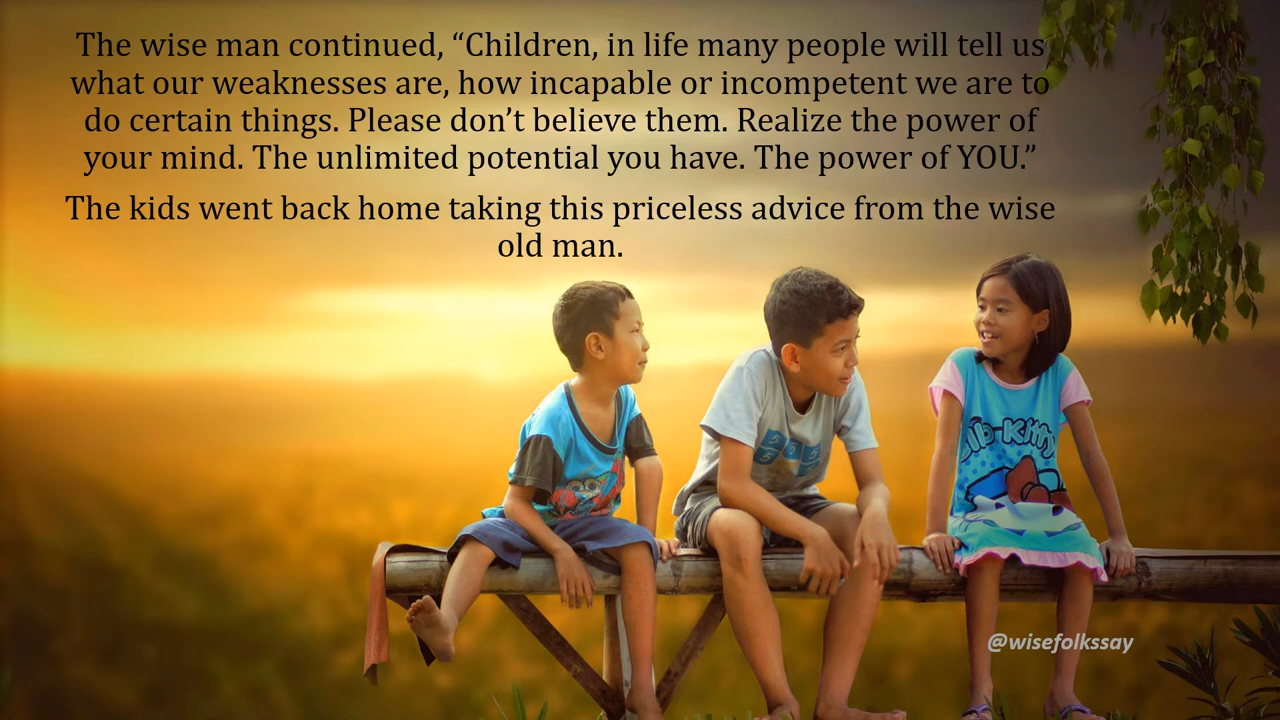 The wise man continued, “Children, in life many people will tell us
what our weaknesses are, how incapable or incompetent we are to
do certain things. Please don’t believe them. Realize the power of
your mind. The unlimited potential you have. The power of YOU.”
The kids went back home taking this priceless advice from the wise
old man.
@wisefolkssay